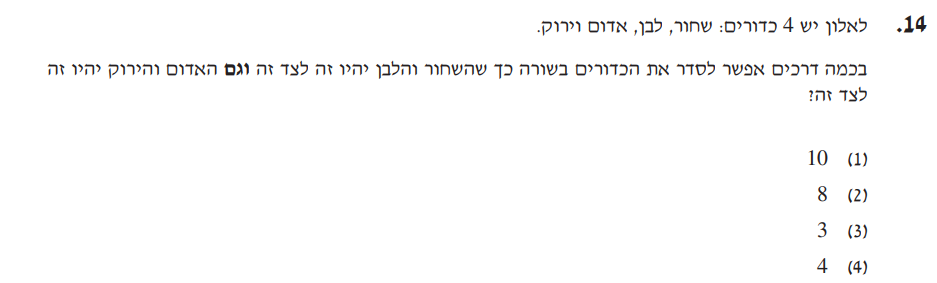 14. לאלון יש 4 כדורים: שחור, לבן, אדום וירוק.
בכמה דרכים אפשר לסדר את הכדורים בשורה כך שהשחור והלבן יהיו זה לצד זה וגם האדום והירוק יהיו זה
לצד זה?
(1) 10
(2) 8
(3) 3
(4) 4